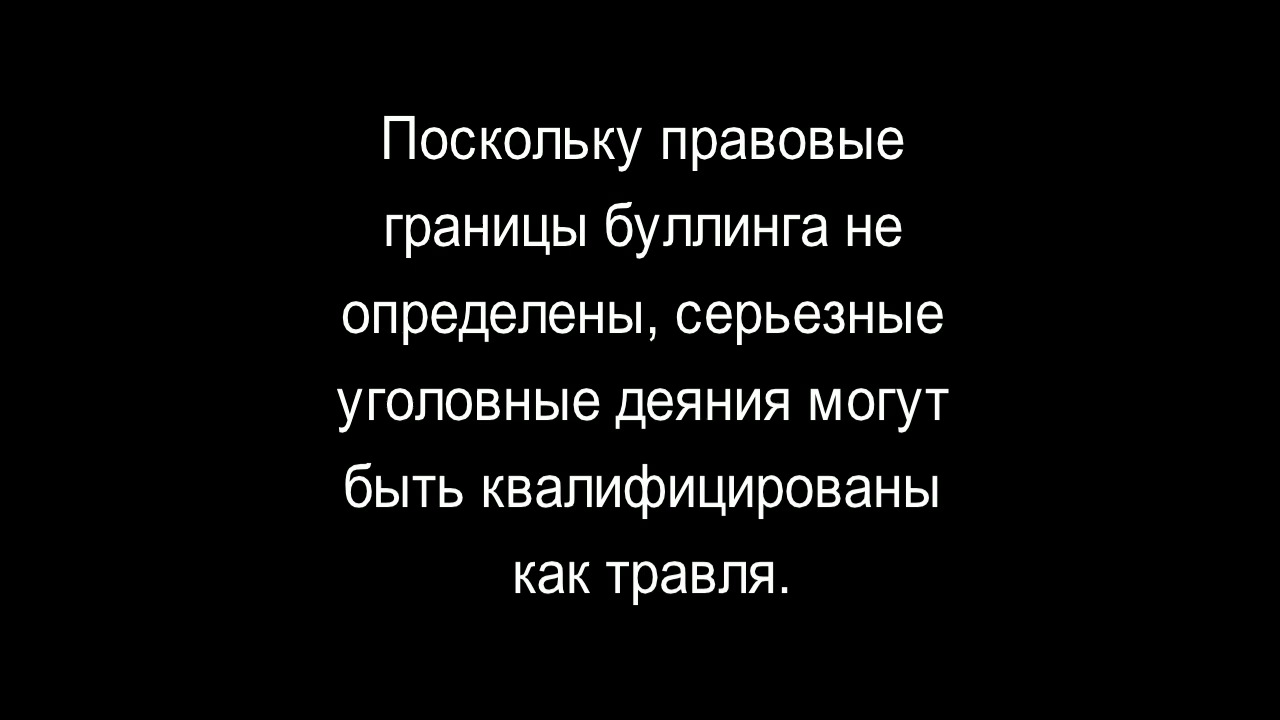 Поскольку правовые
границы буллинга не
определены, серьезные
уголовные деяния могут
быть квалифицированы
как травля.